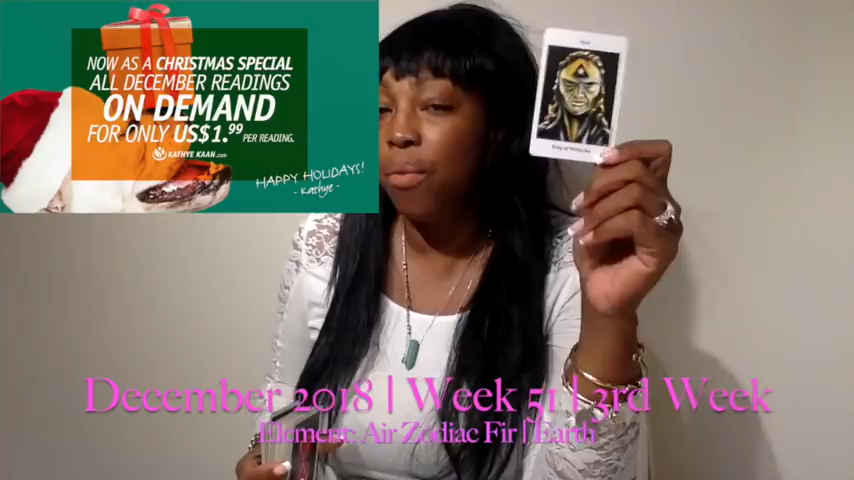 NOW AS A CHRISTMAS SPECIAL
ALL DECEMBER READINGS
ON DEMAND
FOR ONLY US$1.99 PER READING.
KATHYE KAAN.com
HAPPY HOLIDAYS!
- Kathye -
King of Pentacles
December 2018 | Week 51 | 3rd Week
Element: Air Zodiac Fir | Earth